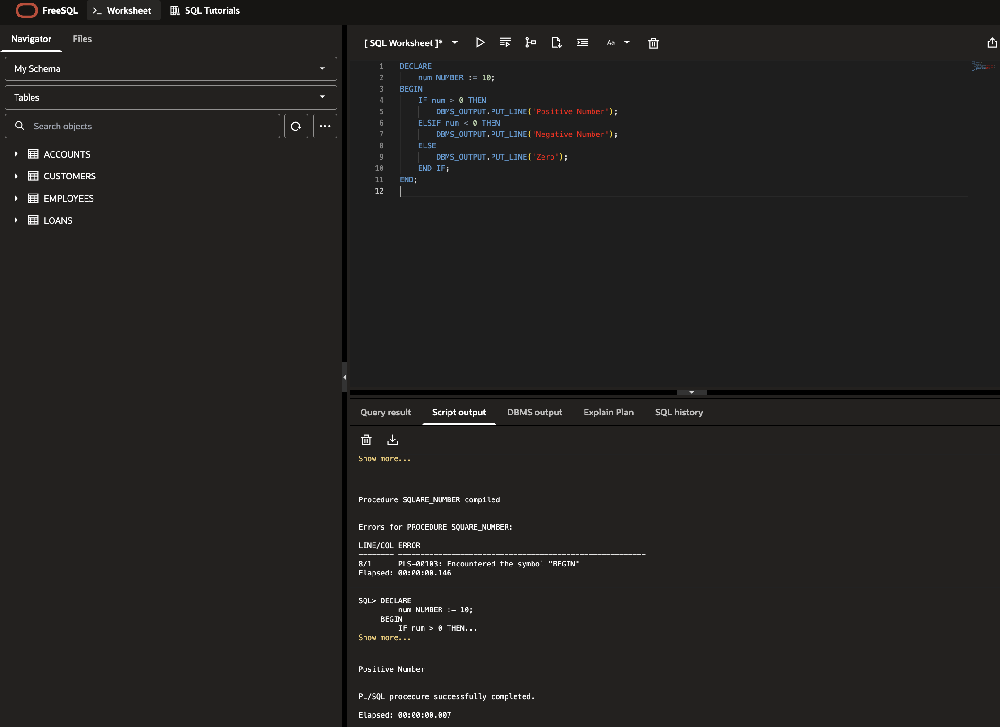 FreeSQL
Worksheet
SQL Tutorials
Navigator
Files
My Schema
Tables
Search objects
ACCOUNTS
CUSTOMERS
EMPLOYEES
LOANS
[ SQL Worksheet ]*
Aa
1 DECLARE
2     num NUMBER := 10;
3 BEGIN
4     IF num > 0 THEN
5         DBMS_OUTPUT.PUT_LINE('Positive Number');
6     ELSIF num < 0 THEN
7         DBMS_OUTPUT.PUT_LINE('Negative Number');
8     ELSE
9         DBMS_OUTPUT.PUT_LINE('Zero');
10     END IF;
11 END;
12
Query result
Script output
DBMS output
Explain Plan
SQL history
Show more...
Procedure SQUARE_NUMBER compiled
Errors for PROCEDURE SQUARE_NUMBER:
LINE/COL ERROR
-------- --------------------------------------------------------
8/1      PLS-00103: Encountered the symbol "BEGIN"
Elapsed: 00:00:00.146
SQL> DECLARE
         num NUMBER := 10;
     BEGIN
         IF num > 0 THEN...
Show more...
Positive Number
PL/SQL procedure successfully completed.
Elapsed: 00:00:00.007